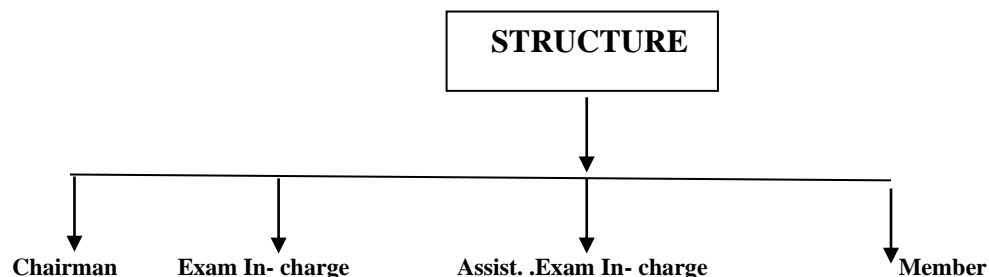 STRUCTURE
Chairman Exam In- charge Assist. .Exam In- charge Member